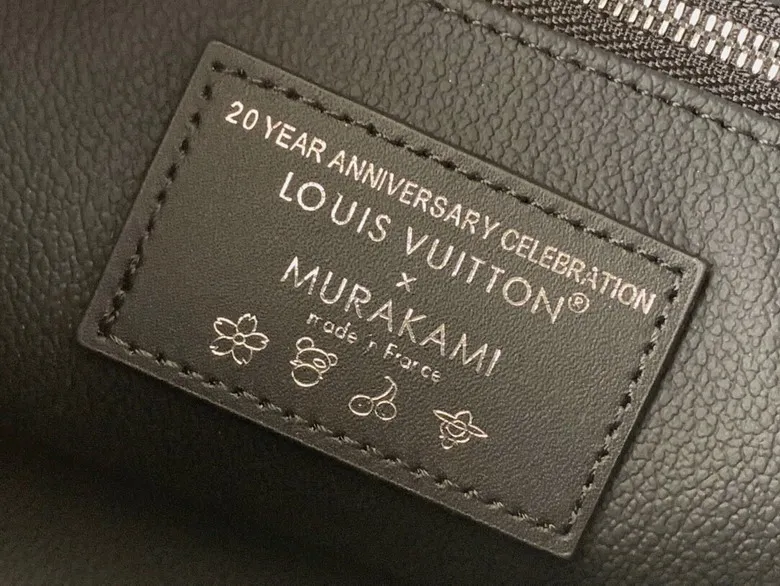 20 YEAR ANNIVERSARY CELEBRATION
LOUIS VUITTON®
×
MURAKAMI
made in France